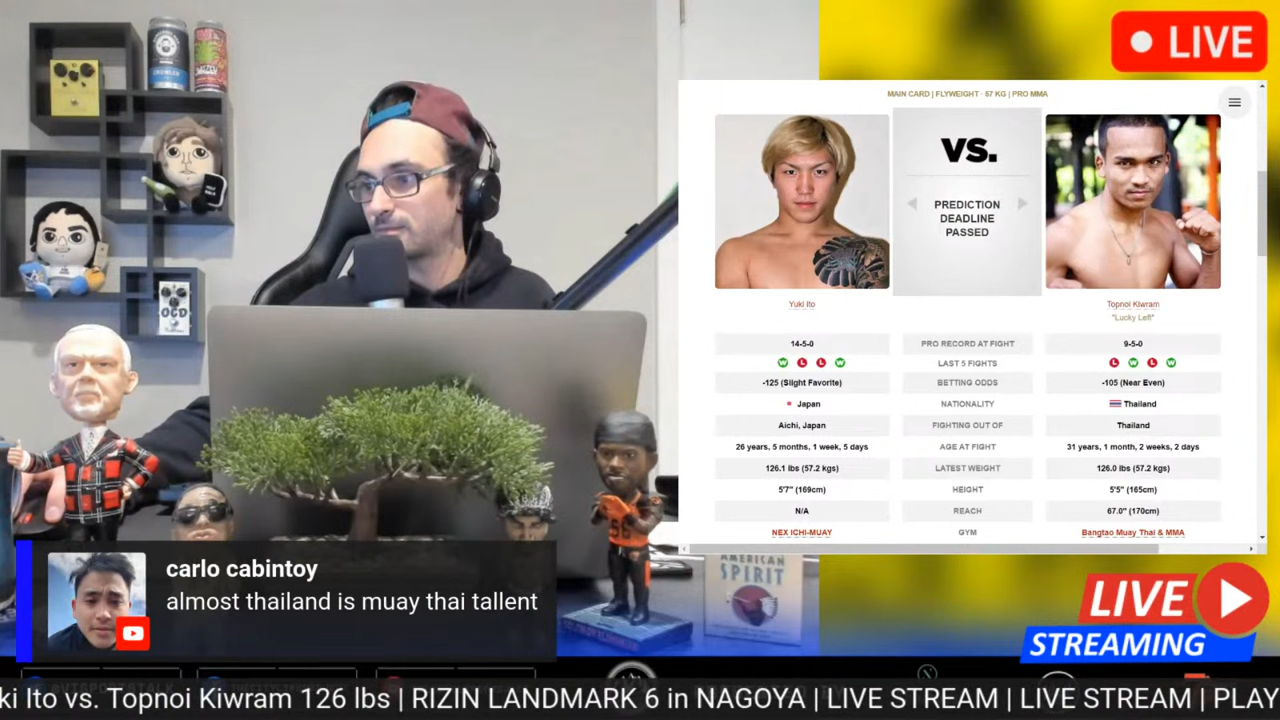 LIVE
MAIN CARD | FLYWEIGHT · 57 KG | PRO MMA
VS.
PREDICTION
DEADLINE
PASSED
Yuki Ito
Topnoi Kiwram
"Lucky Left"
14-5-0 PRO RECORD AT FIGHT 9-5-0
W L L W LAST 5 FIGHTS L W L W
-125 (Slight Favorite) BETTING ODDS -105 (Near Even)
Japan NATIONALITY Thailand
Aichi, Japan FIGHTING OUT OF Thailand
26 years, 5 months, 1 week, 5 days AGE AT FIGHT 31 years, 1 month, 2 weeks, 2 days
126.1 lbs (57.2 kgs) LATEST WEIGHT 126.0 lbs (57.2 kgs)
5'7" (169cm) HEIGHT 5'5" (165cm)
N/A REACH 67.0" (170cm)
NEX ICHI-MUAY GYM Bangtao Muay Thai & MMA
OCD
AMERICAN
SPIRIT
carlo cabintoy
almost thailand is muay thai tallent
LIVE
STREAMING
ki Ito vs. Topnoi Kiwram 126 lbs | RIZIN LANDMARK 6 in NAGOYA | LIVE STREAM | LIVE STREAM | PLAY